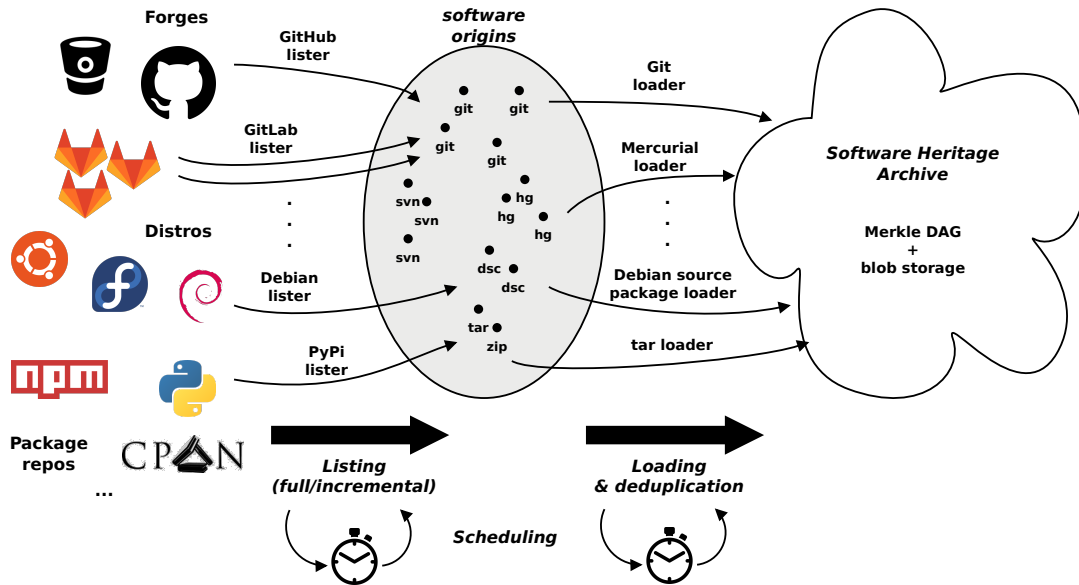 Forges
GitHub
lister
GitLab
lister
Distros
Debian
lister
PyPi
lister
npm
Package
repos
CPAN
...
software
origins
git
git
git
git
svn
svn
svn
hg
hg
hg
dsc
dsc
tar
zip
Git
loader
Mercurial
loader
Debian source
package loader
tar loader
Software Heritage
Archive
Merkle DAG
+
blob storage
Listing
(full/incremental)
Scheduling
Loading
& deduplication